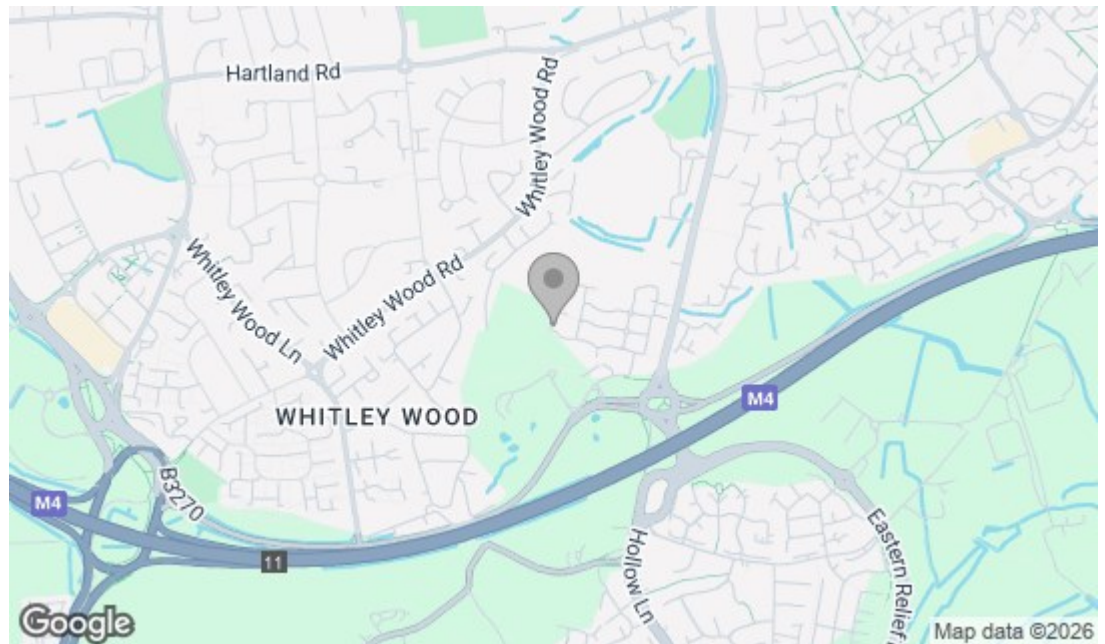 Hartland Rd
Whitley Wood Rd
Whitley Wood Ln
Whitley Wood Rd
M4
WHITLEY WOOD
B3270
M4
11
Hollow Ln
Eastern Relief
Google
Map data ©2026